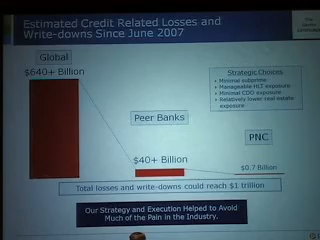 Estimated Credit Related Losses and
Write-downs Since June 2007
Global
$640+ Billion
Strategic Choices
Minimal subprime
Manageable HLT exposure
Minimal CDO exposure
Relatively lower real estate
exposure
Peer Banks
PNC
$40+ Billion
$0.7 Billion
Total losses and write-downs could reach $1 trillion
Our Strategy and Execution Helped to Avoid
Much of the Pain in the Industry.